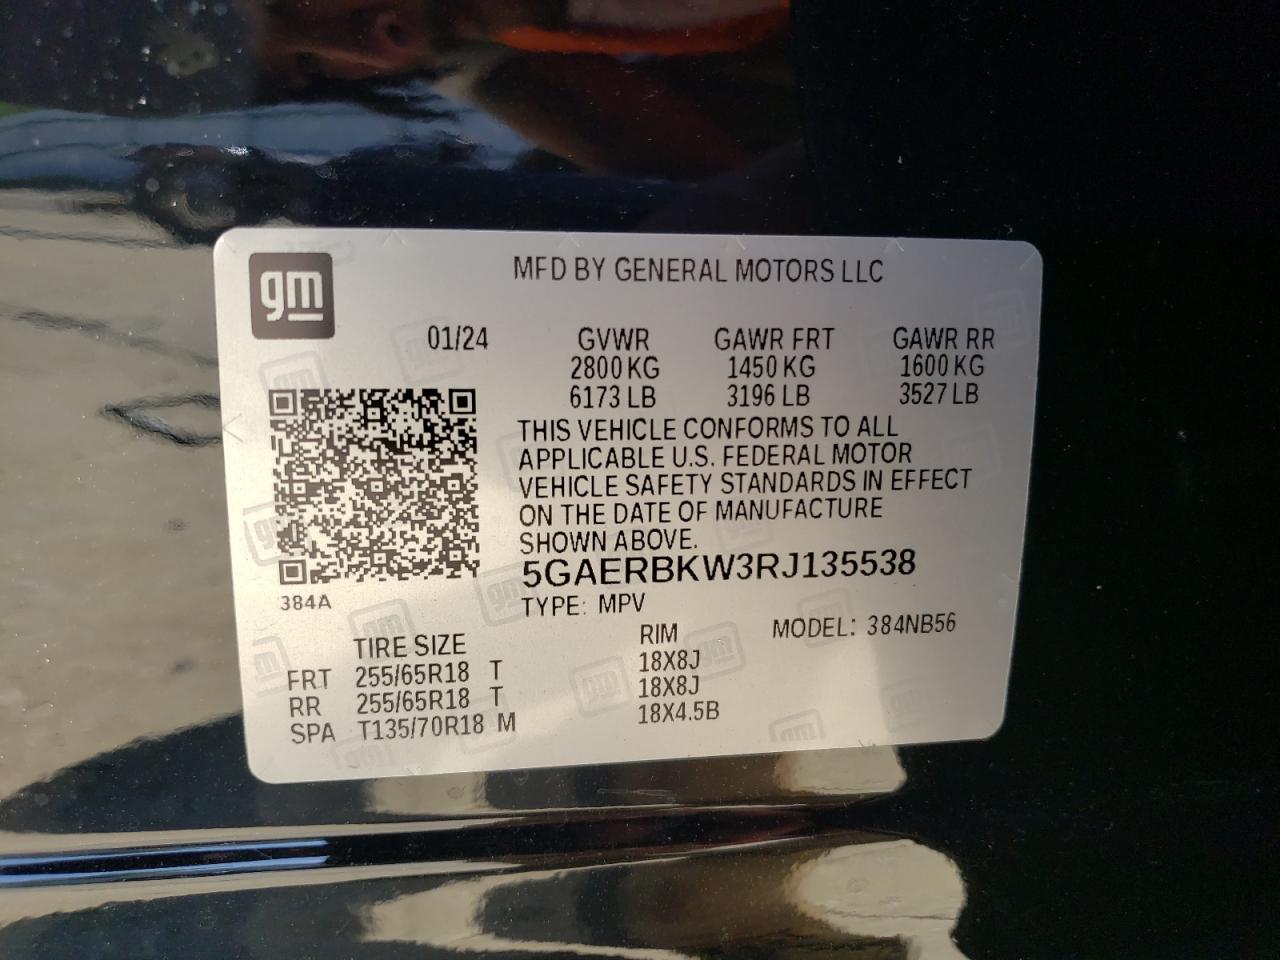 gm
MFD BY GENERAL MOTORS LLC
01/24 GVWR GAWR FRT GAWR RR
2800 KG 1450 KG 1600 KG
6173 LB 3196 LB 3527 LB
THIS VEHICLE CONFORMS TO ALL
APPLICABLE U.S. FEDERAL MOTOR
VEHICLE SAFETY STANDARDS IN EFFECT
ON THE DATE OF MANUFACTURE
SHOWN ABOVE.
5GAERBKW3RJ135538
384A
TYPE: MPV
TIRE SIZE RIM MODEL: 384NB56
FRT 255/65R18 T 18X8J
RR 255/65R18 T 18X8J
SPA T135/70R18 M 18X4.5B